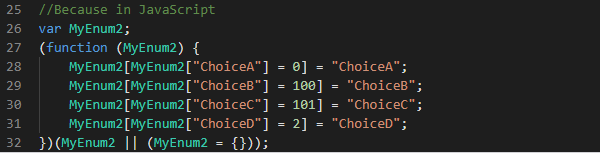 25 //Because in JavaScript
26 var MyEnum2;
27 (function (MyEnum2) {
28     MyEnum2[MyEnum2["ChoiceA"] = 0] = "ChoiceA";
29     MyEnum2[MyEnum2["ChoiceB"] = 100] = "ChoiceB";
30     MyEnum2[MyEnum2["ChoiceC"] = 101] = "ChoiceC";
31     MyEnum2[MyEnum2["ChoiceD"] = 2] = "ChoiceD";
32 })(MyEnum2 || (MyEnum2 = {}));